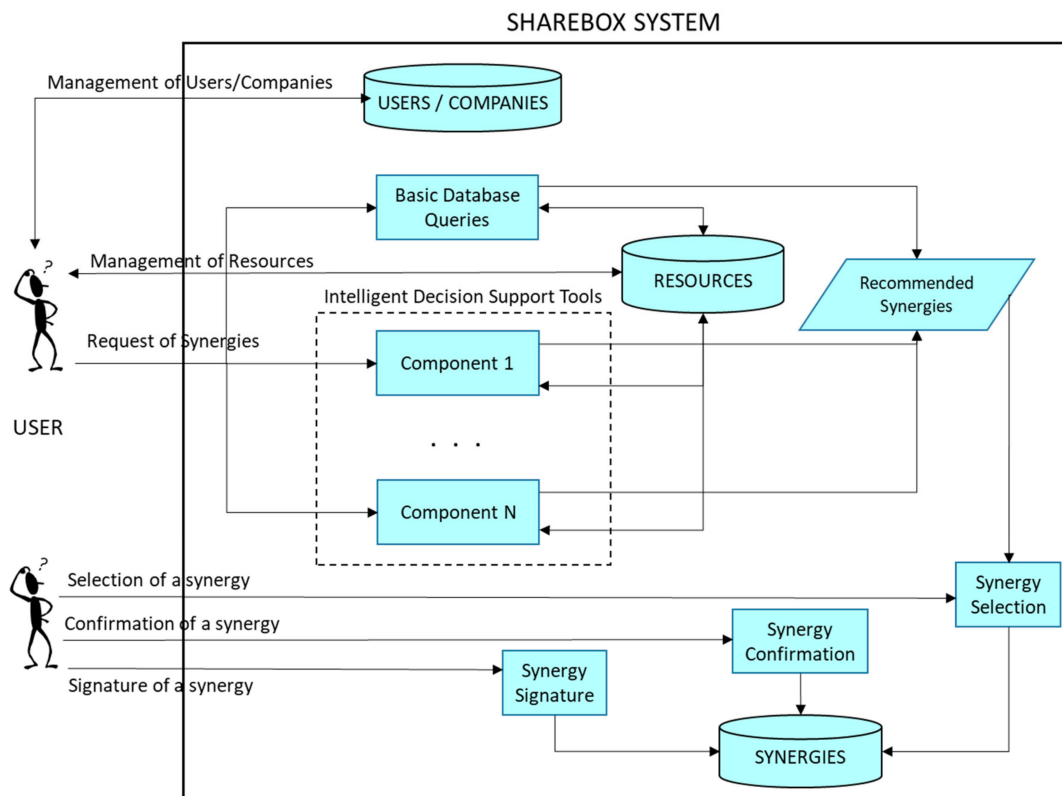 SHAREBOX SYSTEM
Management of Users/Companies
USERS / COMPANIES
Basic Database
Queries
?
Management of Resources
RESOURCES
Recommended
Synergies
Intelligent Decision Support Tools
Request of Synergies
Component 1
USER
. . .
Component N
?
Selection of a synergy
Synergy
Selection
Confirmation of a synergy
Synergy
Confirmation
Signature of a synergy
Synergy
Signature
SYNERGIES